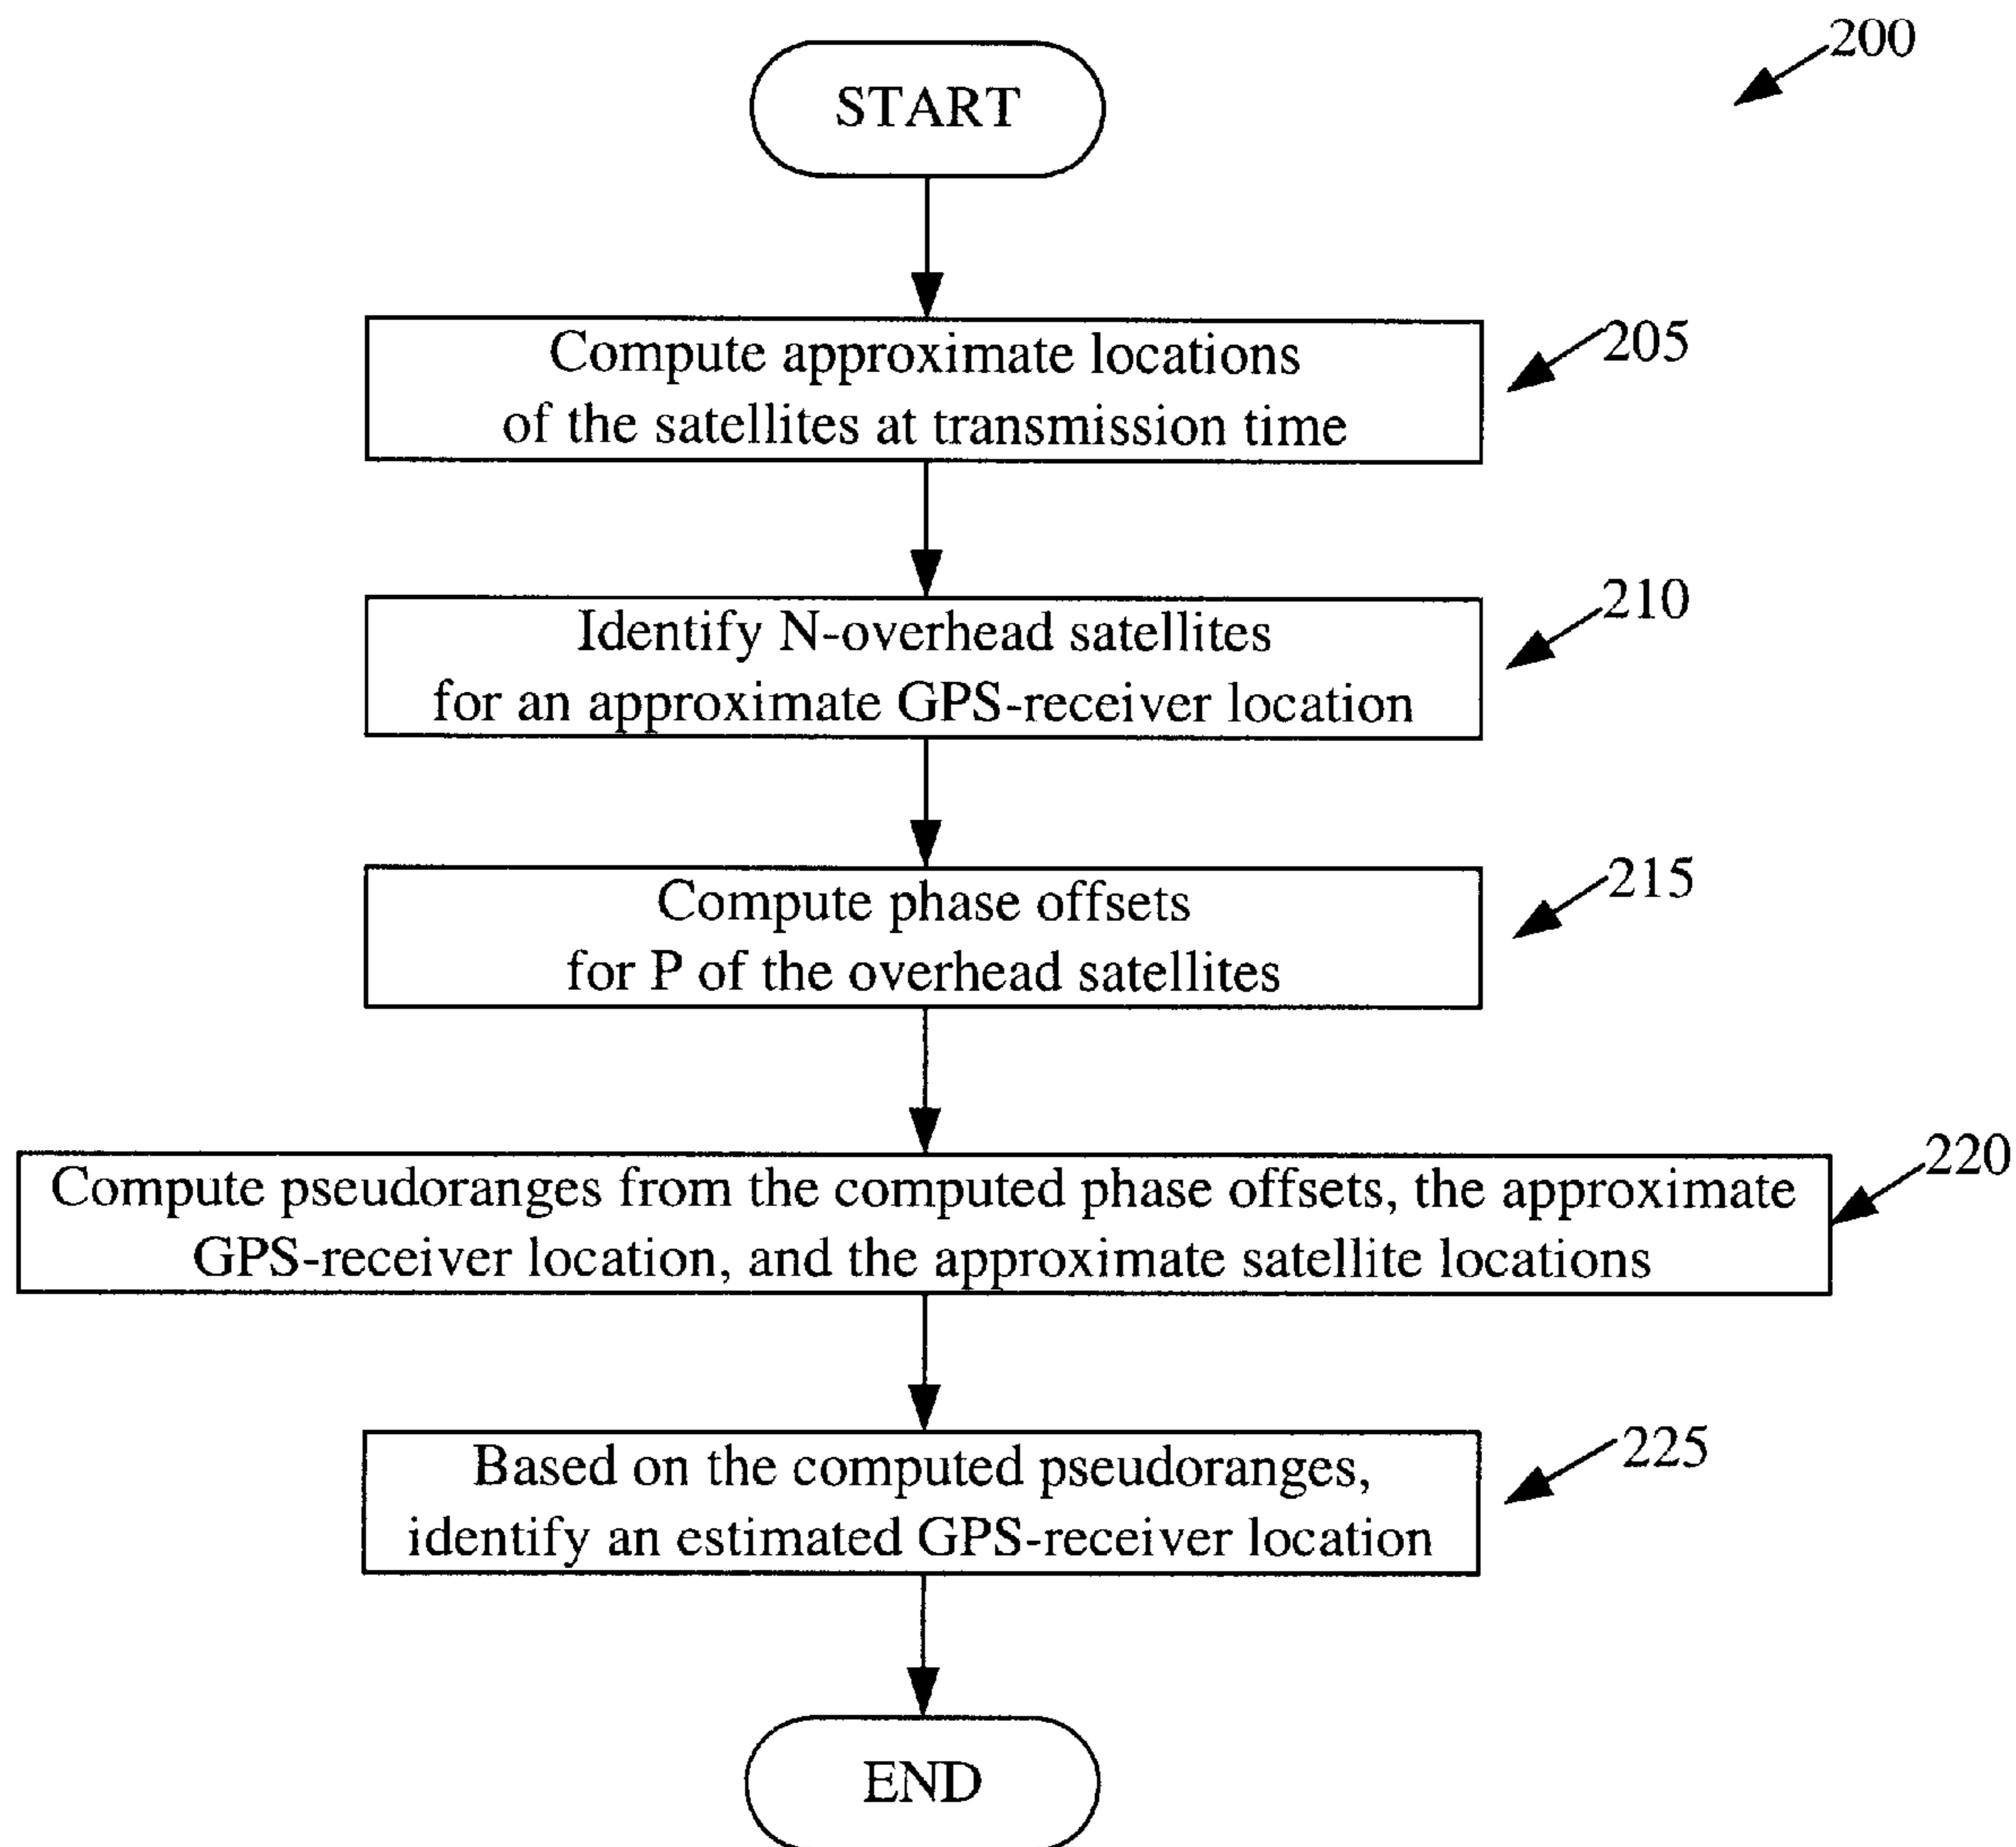 200
START
Compute approximate locations
of the satellites at transmission time
205
Identify N-overhead satellites
for an approximate GPS-receiver location
210
Compute phase offsets
for P of the overhead satellites
215
Compute pseudoranges from the computed phase offsets, the approximate
GPS-receiver location, and the approximate satellite locations
220
Based on the computed pseudoranges,
identify an estimated GPS-receiver location
225
END